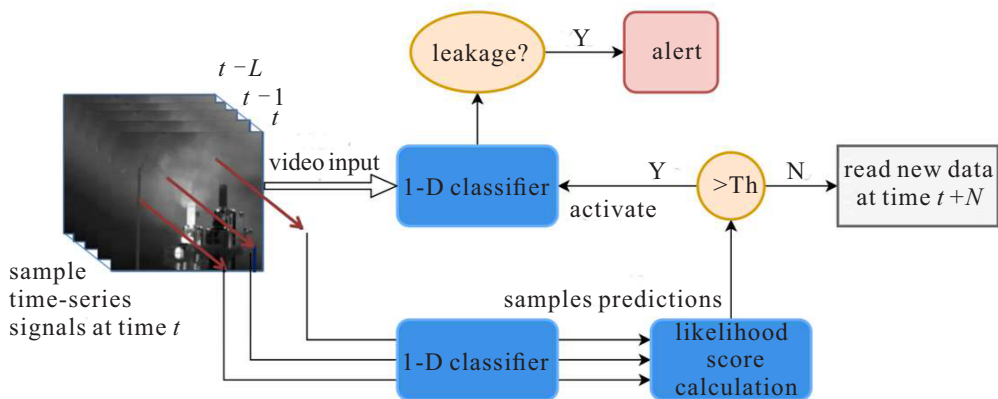 leakage?
Y
alert
t − L
t − 1
t
video input
1-D classifier
Y
activate
>Th
N
read new data
at time t+N
sample
time-series
signals at time t
samples predictions
1-D classifier
likelihood
score
calculation